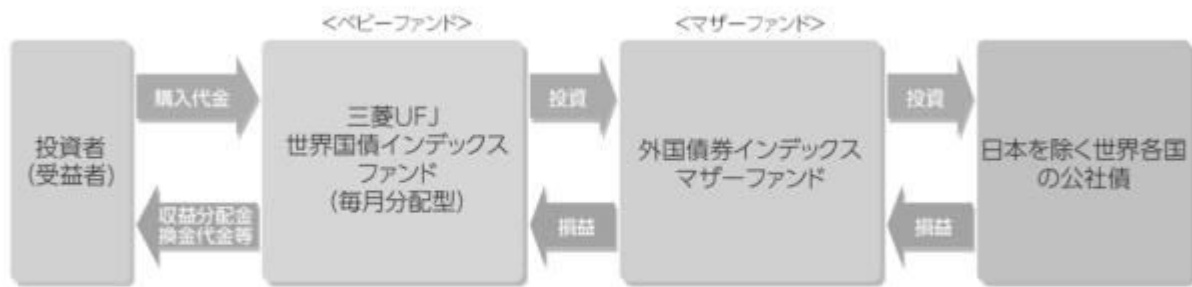 <ベビーファンド>
<マザーファンド>
投資者
(受益者)
購入代金
収益分配金
換金代金等
三菱UFJ
世界国債インデックス
ファンド
(毎月分配型)
投資
損益
外国債券インデックス
マザーファンド
投資
損益
日本を除く世界各国
の公社債